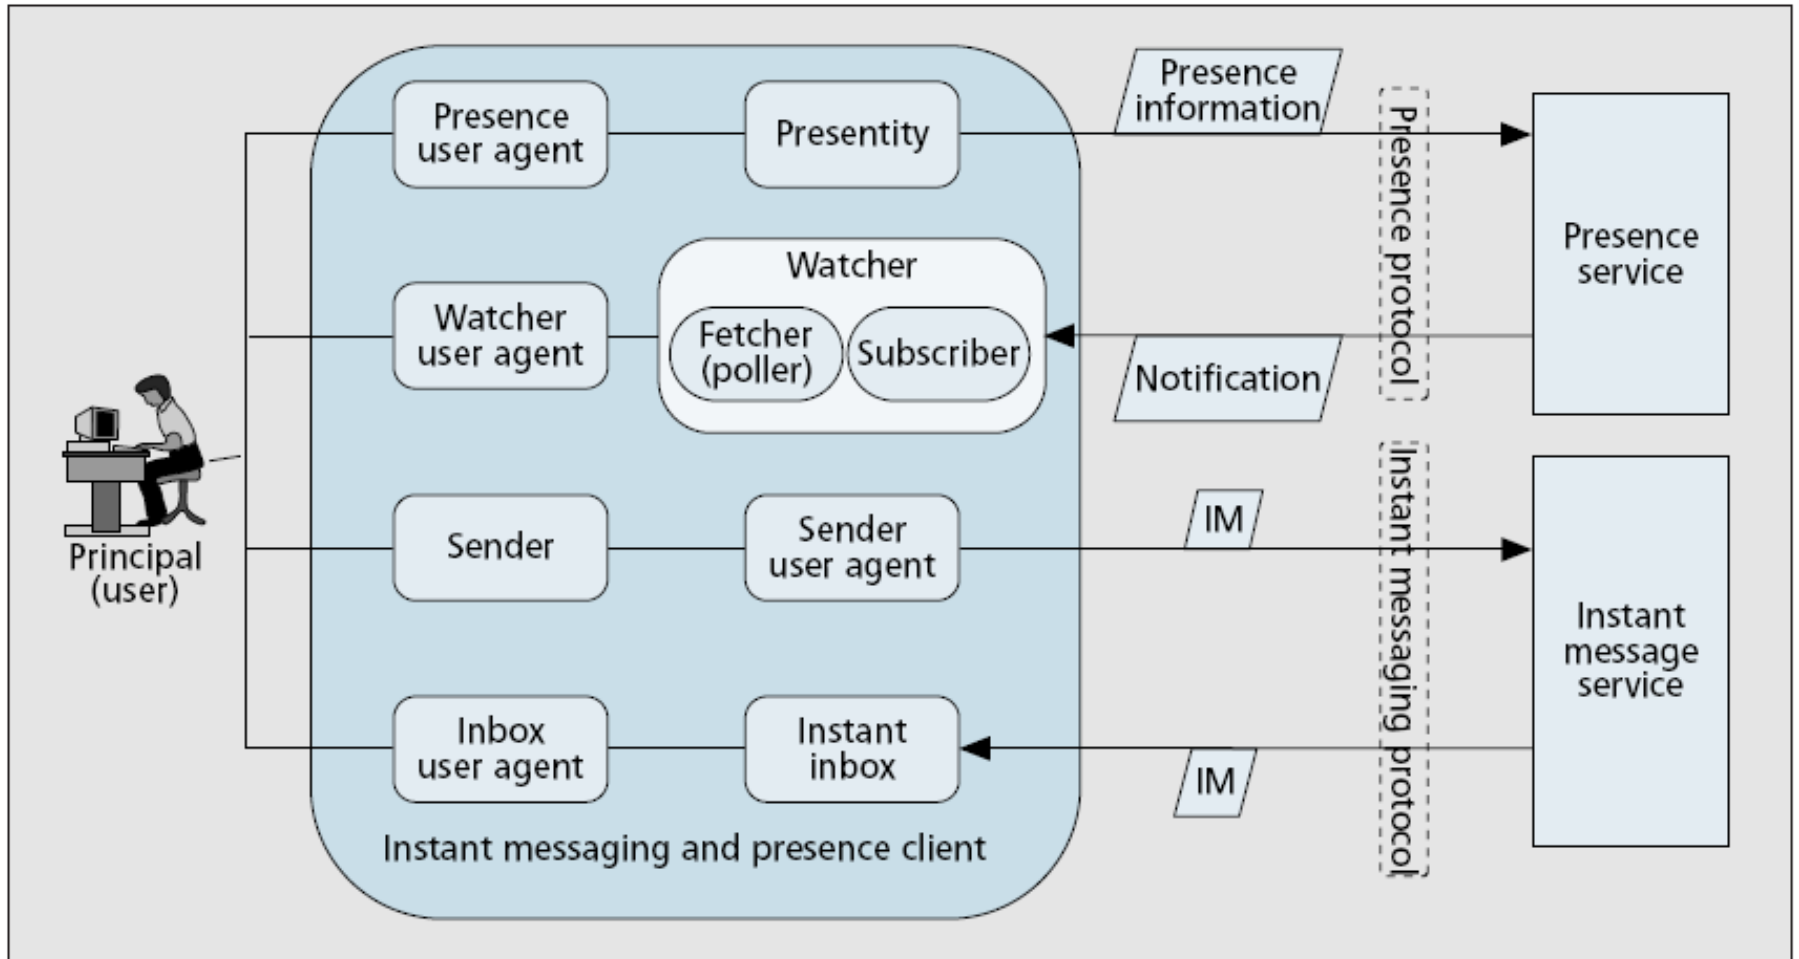 Presence
user agent
Presentity
Presence
information
Presence protocol
Presence
service
Watcher
user agent
Watcher
Fetcher
(poller)
Subscriber
Notification
Principal
(user)
Sender
Sender
user agent
IM
Instant messaging protocol
Instant
message
service
Inbox
user agent
Instant
inbox
IM
Instant messaging and presence client